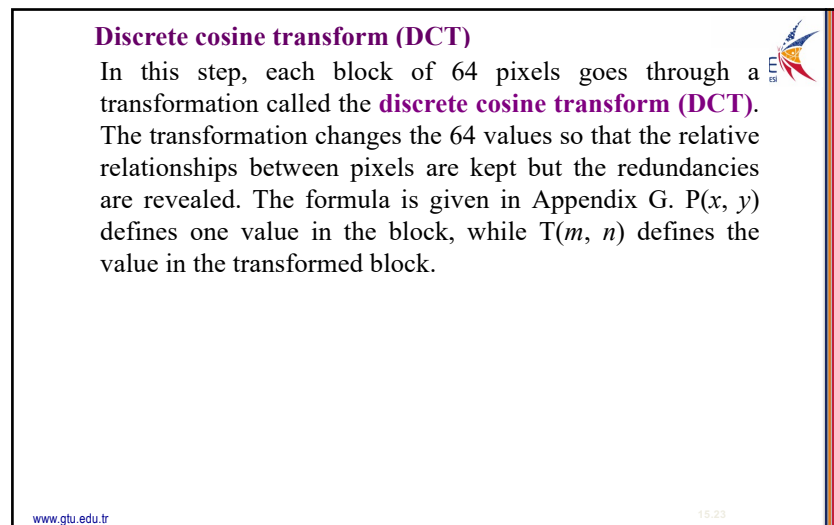 Discrete cosine transform (DCT)
In this step, each block of 64 pixels goes through a
transformation called the discrete cosine transform (DCT).
The transformation changes the 64 values so that the relative
relationships between pixels are kept but the redundancies
are revealed. The formula is given in Appendix G. P(x, y)
defines one value in the block, while T(m, n) defines the
value in the transformed block.
www.gtu.edu.tr
15.23